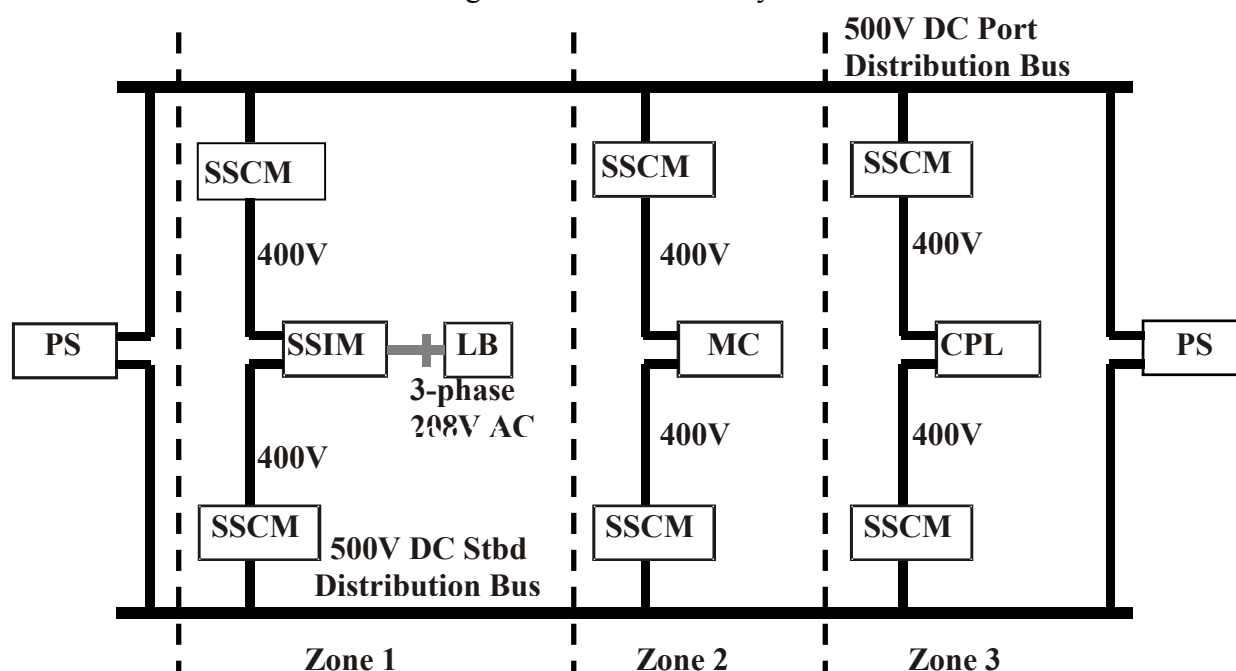 500V DC Port
Distribution Bus
SSCM
SSCM
SSCM
400V
400V
400V
PS
SSIM
LB
MC
CPL
PS
3-phase
208V AC
400V
400V
400V
SSCM
SSCM
SSCM
500V DC Stbd
Distribution Bus
Zone 1
Zone 2
Zone 3